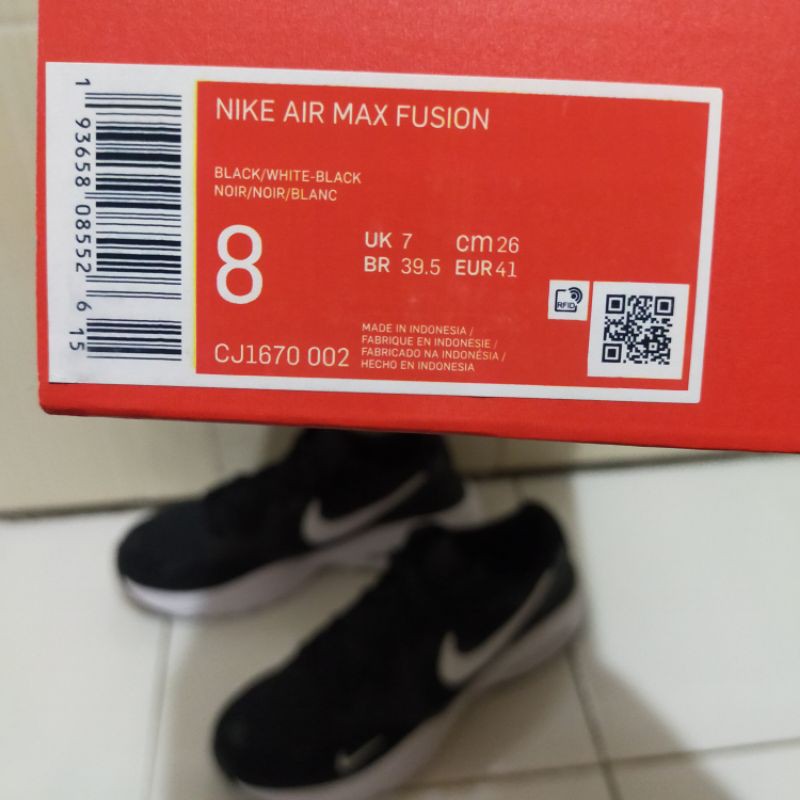 1 93658 08552 6 15
NIKE AIR MAX FUSION
BLACK/WHITE-BLACK
NOIR/NOIR/BLANC
8
UK 7 cm 26
BR 39.5 EUR 41
RFID
CJ1670 002
MADE IN INDONESIA /
FABRIQUE EN INDONESIE /
FABRICADO NA INDONÉSIA /
HECHO EN INDONESIA